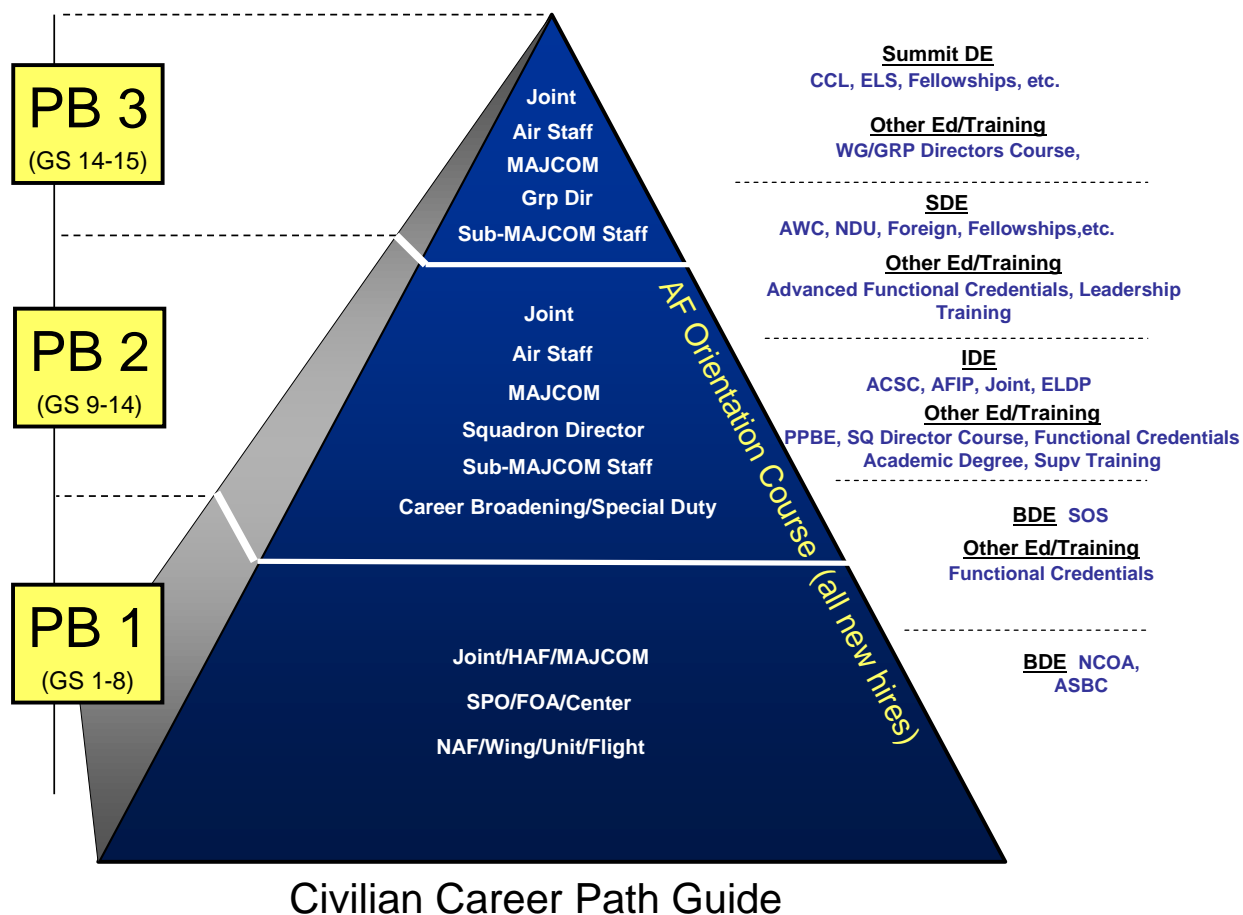 PB 3
(GS 14-15)
PB 2
(GS 9-14)
PB 1
(GS 1-8)
Joint
Air Staff
MAJCOM
Grp Dir
Sub-MAJCOM Staff
Joint
Air Staff
MAJCOM
Squadron Director
Sub-MAJCOM Staff
Career Broadening/Special Duty
Joint/HAF/MAJCOM
SPO/FOA/Center
NAF/Wing/Unit/Flight
AF Orientation Course (all new hires)
Summit DE
CCL, ELS, Fellowships, etc.
Other Ed/Training
WG/GRP Directors Course,
SDE
AWC, NDU, Foreign, Fellowships,etc.
Other Ed/Training
Advanced Functional Credentials, Leadership
Training
IDE
ACSC, AFIP, Joint, ELDP
Other Ed/Training
PPBE, SQ Director Course, Functional Credentials
Academic Degree, Supv Training
BDE SOS
Other Ed/Training
Functional Credentials
BDE NCOA,
ASBC
Civilian Career Path Guide